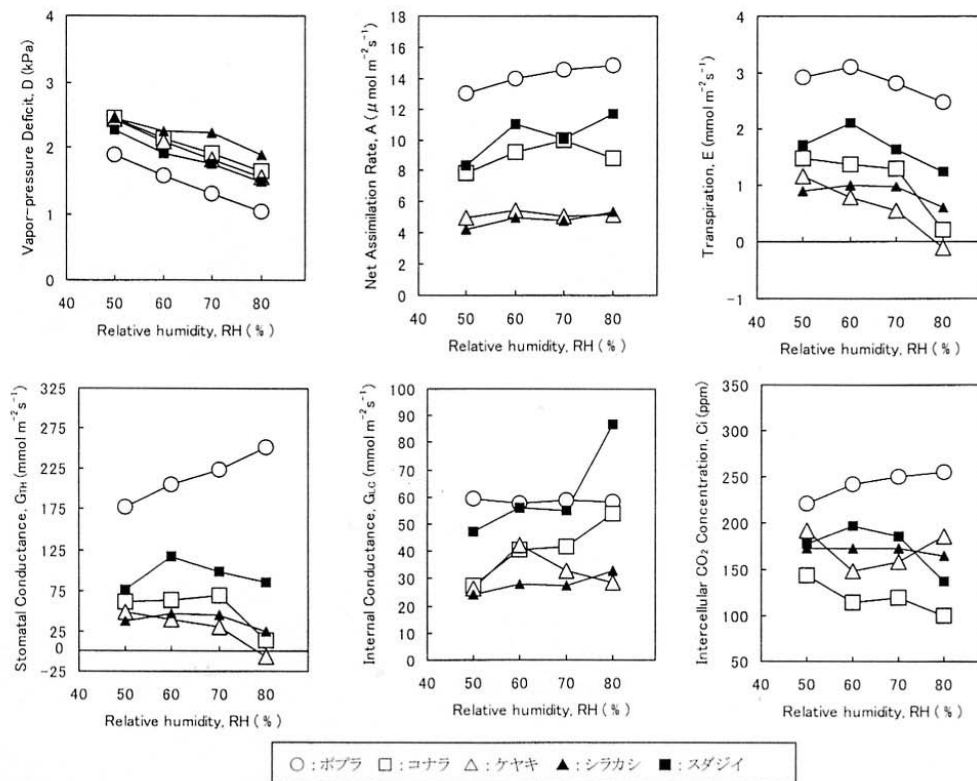 Vapor-pressure Deficit, D (kPa)
4
3
2
1
0
40 50 60 70 80
Relative humidity, RH (%)
Net Assimilation Rate, A (μmol m⁻²s⁻¹)
18
16
14
12
10
8
6
4
2
0
40 50 60 70 80
Relative humidity, RH (%)
Transpiration, E (mmol m⁻²s⁻¹)
4
3
2
1
0
-1
40 50 60 70 80
Relative humidity, RH (%)
Stomatal Conductance, GTH (mmol m⁻²s⁻¹)
325
275
225
175
125
75
25
0
-25
40 50 60 70 80
Relative humidity, RH (%)
Internal Conductance, GLC (mmol m⁻²s⁻¹)
100
90
80
70
60
50
40
30
20
10
0
40 50 60 70 80
Relative humidity, RH (%)
Intercellular CO₂ Concentration, Ci (ppm)
350
300
250
200
150
100
50
40 50 60 70 80
Relative humidity, RH (%)
○:ポプラ □:コナラ △:ケヤキ ▲:シラカシ ■:スダジイ